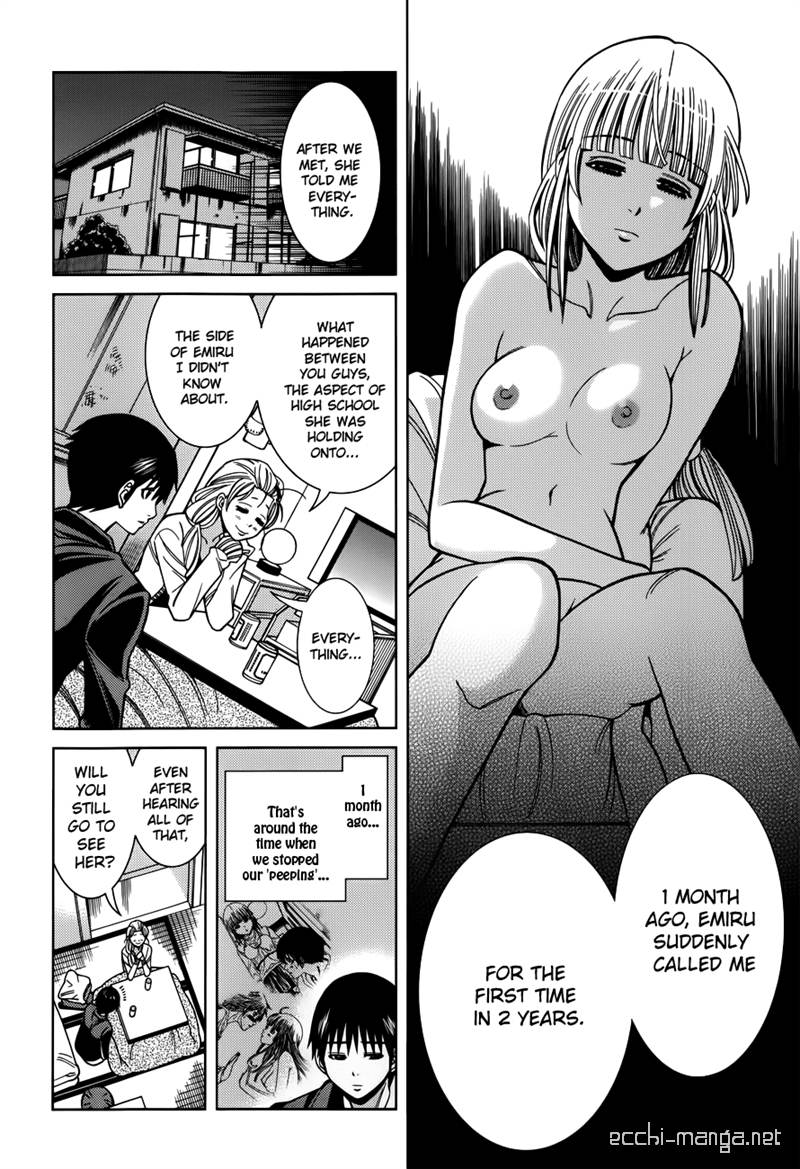 1 MONTH
AGO, EMIRU
SUDDENLY
CALLED ME
FOR THE
FIRST TIME
IN 2 YEARS.
AFTER WE
MET, SHE
TOLD ME
EVERY-
THING.
WHAT
HAPPENED
BETWEEN
YOU GUYS,
THE ASPECT OF
HIGH SCHOOL
SHE WAS
HOLDING
ONTO...
THE SIDE
OF EMIRU
I DIDN'T
KNOW
ABOUT.
EVERY-
THING...
1
month
ago...
That's
around the
time when
we stopped
our 'peeping'...
EVEN
AFTER
HEARING
ALL OF
THAT,
WILL
YOU
STILL
GO TO
SEE
HER?
ecchi-manga.net